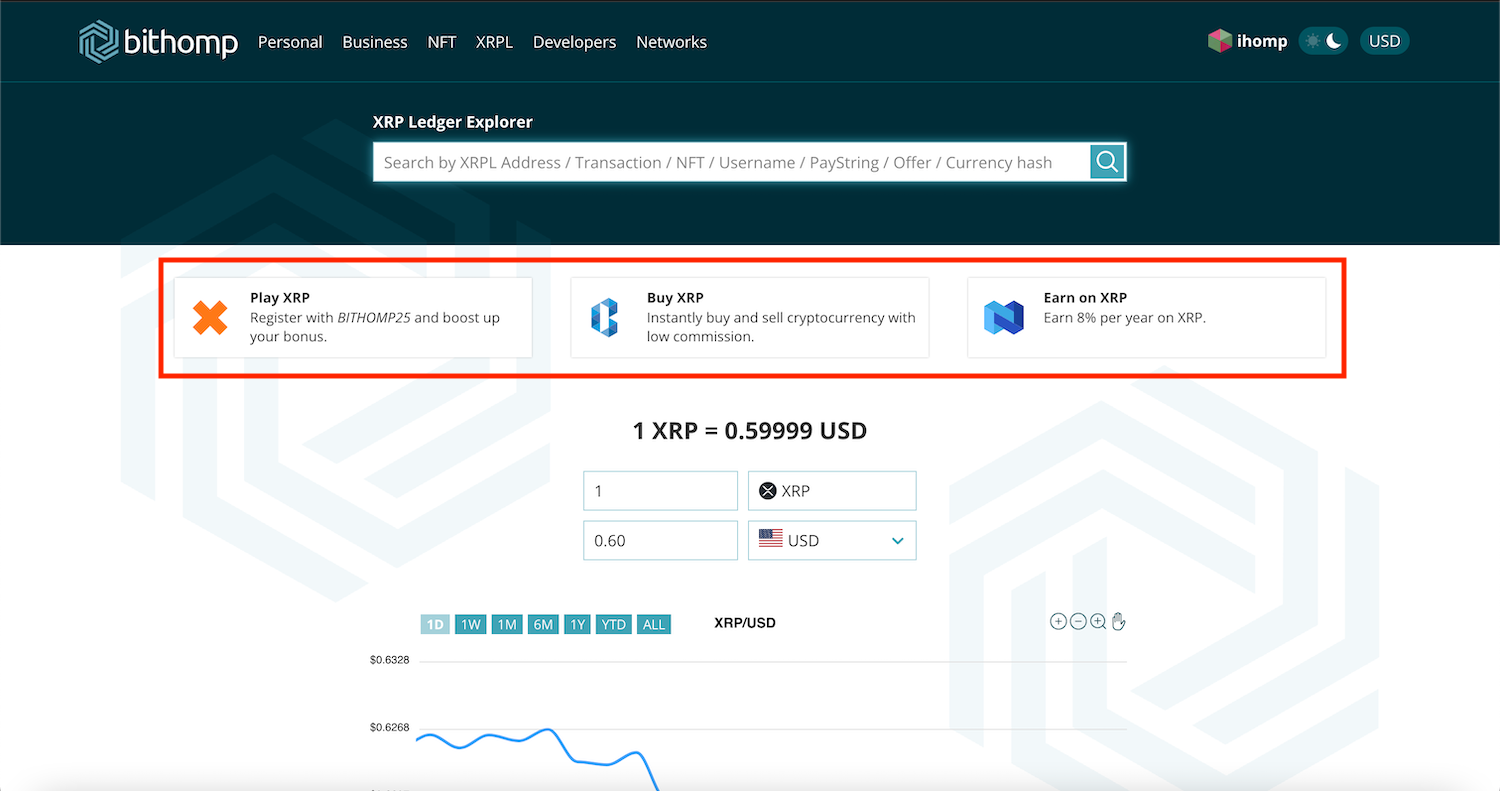 bithomp Personal Business NFT XRPL Developers Networks ihomp USD
XRP Ledger Explorer
Search by XRPL Address / Transaction / NFT / Username / PayString / Offer / Currency hash
Play XRP
Register with BITHOMP25 and boost up
your bonus.
Buy XRP
Instantly buy and sell cryptocurrency with
low commission.
Earn on XRP
Earn 8% per year on XRP.
1 XRP = 0.59999 USD
1 XRP
0.60 USD
1D 1W 1M 6M 1Y YTD ALL XRP/USD
$0.6328
$0.6268